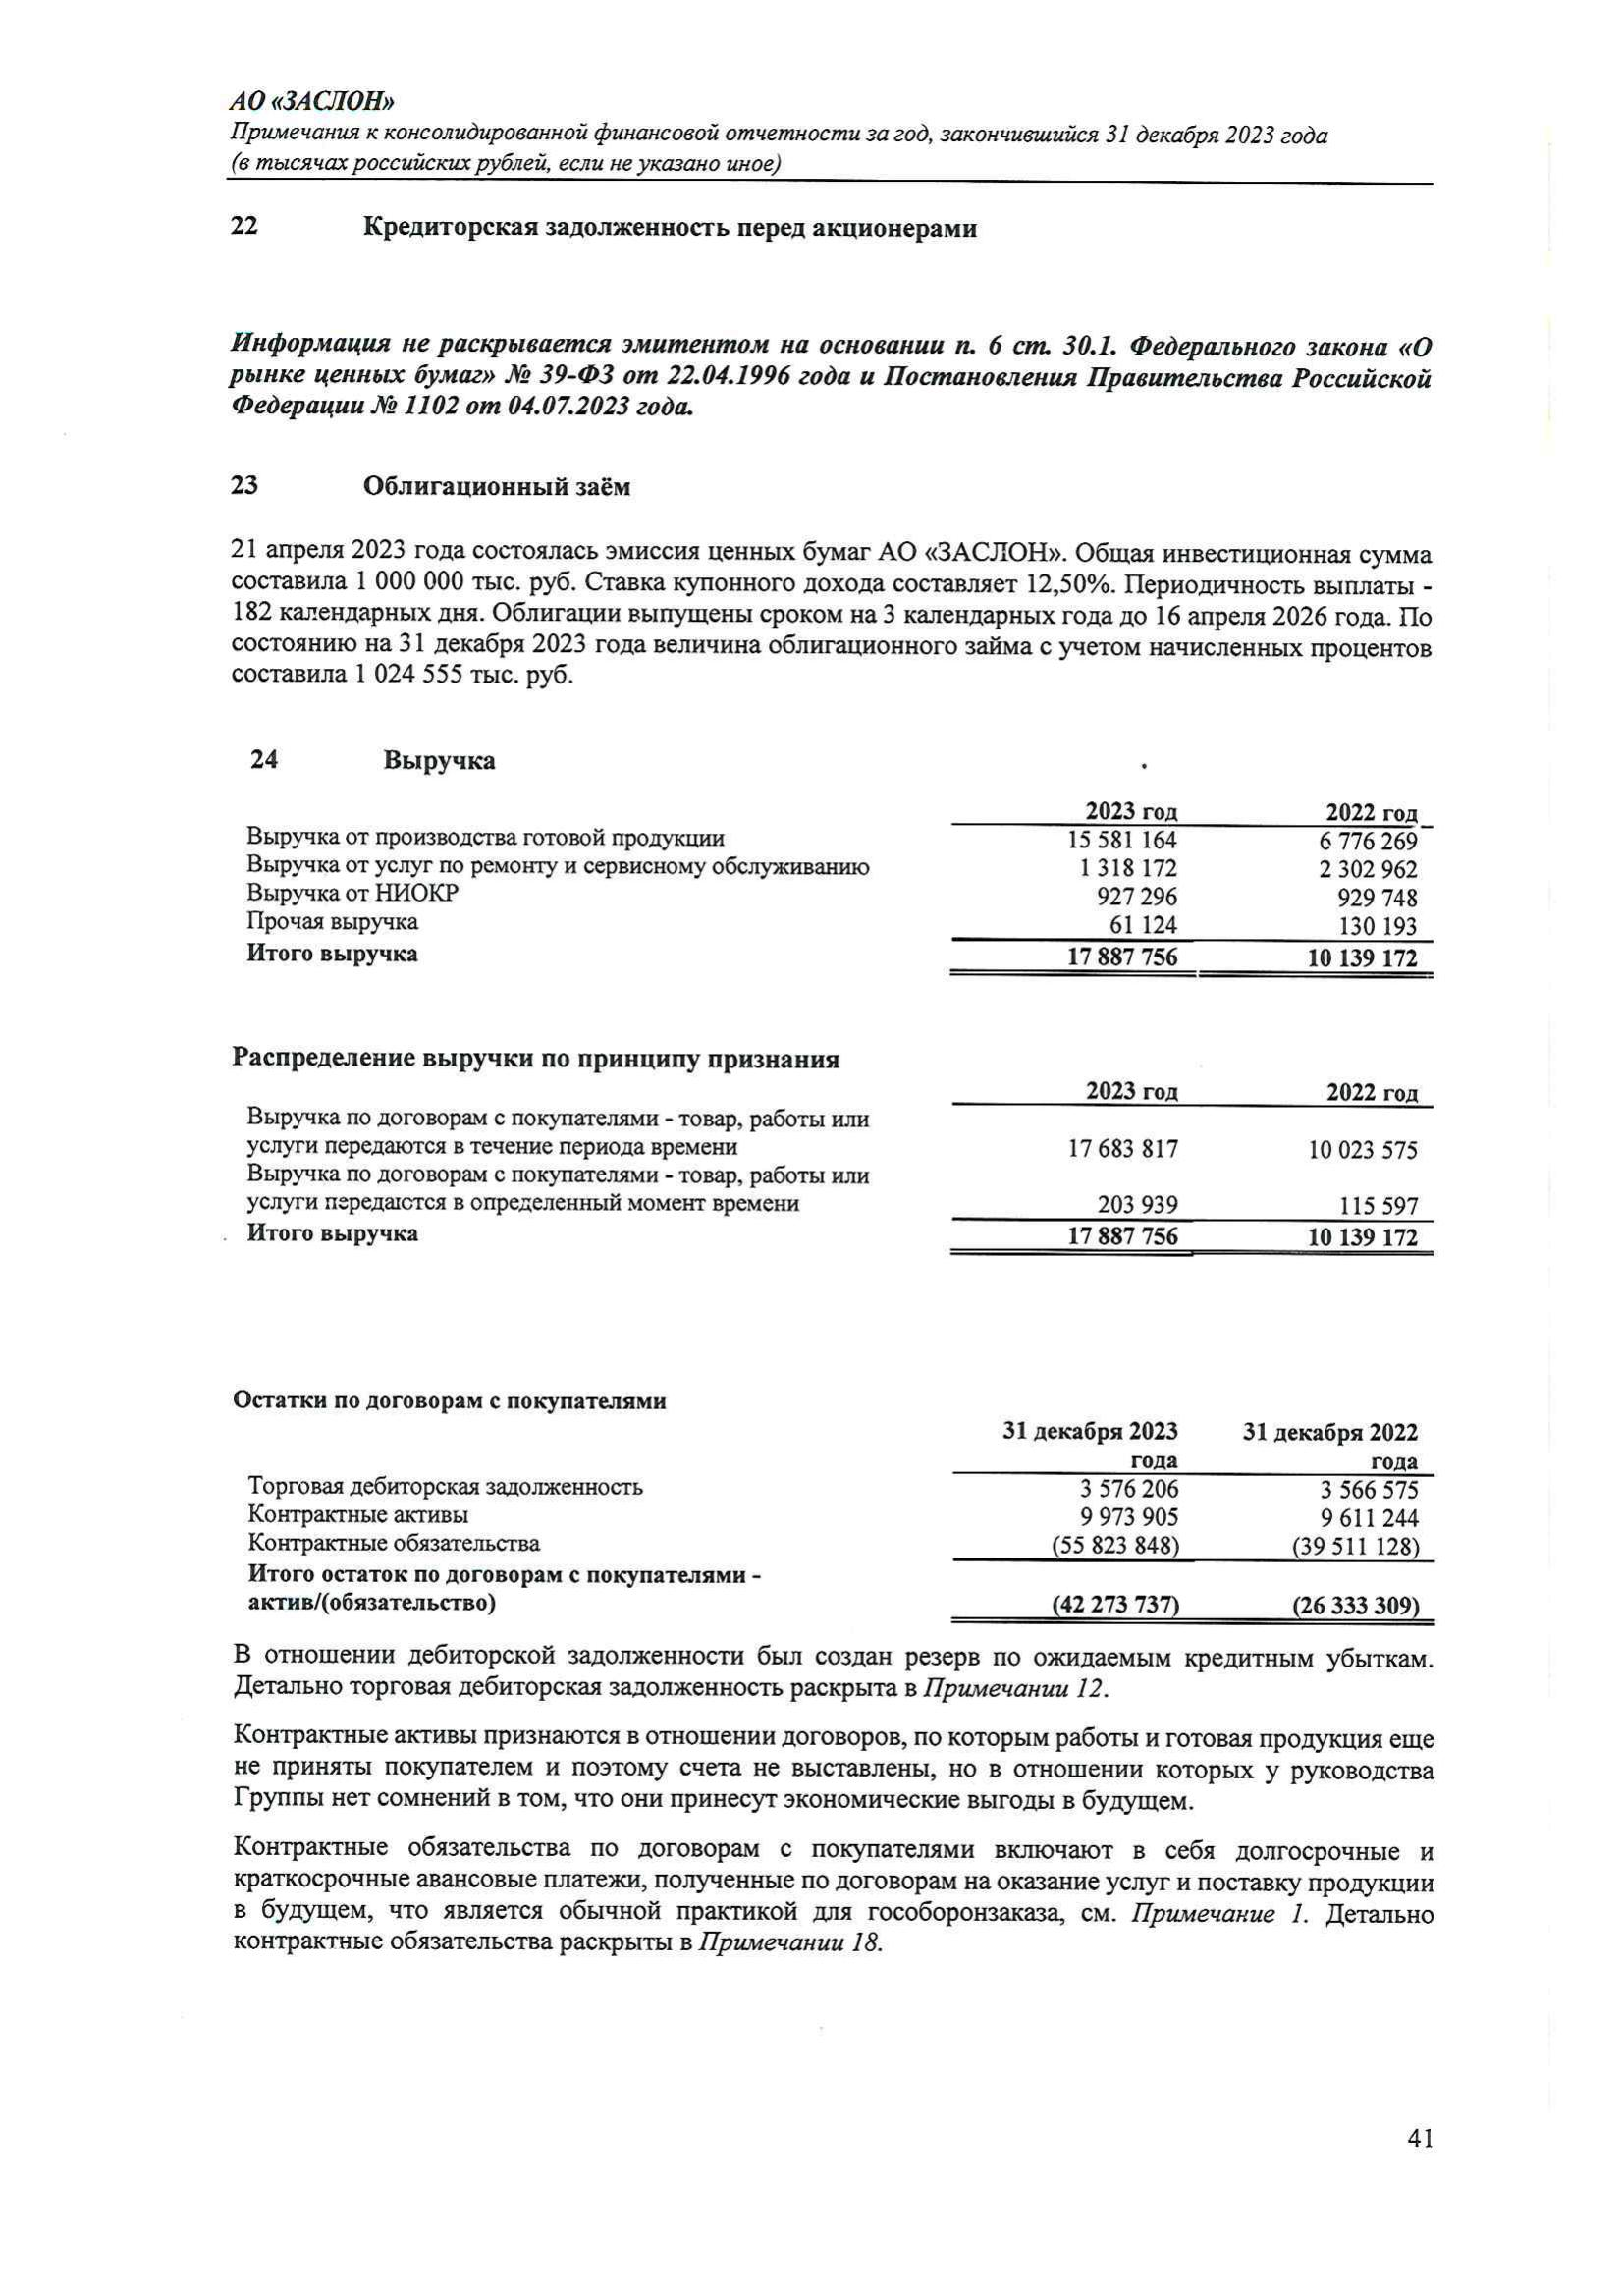 АО «ЗАСЛОН»
Примечания к консолидированной финансовой отчетности за год, закончившийся 31 декабря 2023 года
(в тысячах российских рублей, если не указано иное)
22 Кредиторская задолженность перед акционерами
Информация не раскрывается эмитентом на основании п. 6 ст. 30.1. Федерального закона «О
рынке ценных бумаг» № 39-ФЗ от 22.04.1996 года и Постановления Правительства Российской
Федерации № 1102 от 04.07.2023 года.
23 Облигационный заём
21 апреля 2023 года состоялась эмиссия ценных бумаг АО «ЗАСЛОН». Общая инвестиционная сумма
составила 1 000 000 тыс. руб. Ставка купонного дохода составляет 12,50%. Периодичность выплаты -
182 календарных дня. Облигации выпущены сроком на 3 календарных года до 16 апреля 2026 года. По
состоянию на 31 декабря 2023 года величина облигационного займа с учетом начисленных процентов
составила 1 024 555 тыс. руб.
24 Выручка
2023 год 2022 год
Выручка от производства готовой продукции 15 581 164 6 776 269
Выручка от услуг по ремонту и сервисному обслуживанию 1 318 172 2 302 962
Выручка от НИОКР 927 296 929 748
Прочая выручка 61 124 130 193
Итого выручка 17 887 756 10 139 172
Распределение выручки по принципу признания
2023 год 2022 год
Выручка по договорам с покупателями - товар, работы или
услуги передаются в течение периода времени 17 683 817 10 023 575
Выручка по договорам с покупателями - товар, работы или
услуги передаются в определенный момент времени 203 939 115 597
Итого выручка 17 887 756 10 139 172
Остатки по договорам с покупателями
31 декабря 2023 31 декабря 2022
года года
Торговая дебиторская задолженность 3 576 206 3 566 575
Контрактные активы 9 973 905 9 611 244
Контрактные обязательства (55 823 848) (39 511 128)
Итого остаток по договорам с покупателями -
актив/(обязательство) (42 273 737) (26 333 309)
В отношении дебиторской задолженности был создан резерв по ожидаемым кредитным убыткам.
Детально торговая дебиторская задолженность раскрыта в Примечании 12.
Контрактные активы признаются в отношении договоров, по которым работы и готовая продукция еще
не приняты покупателем и поэтому счета не выставлены, но в отношении которых у руководства
Группы нет сомнений в том, что они принесут экономические выгоды в будущем.
Контрактные обязательства по договорам с покупателями включают в себя долгосрочные и
краткосрочные авансовые платежи, полученные по договорам на оказание услуг и поставку продукции
в будущем, что является обычной практикой для гособоронзаказа, см. Примечание 1. Детально
контрактные обязательства раскрыты в Примечании 18.
41